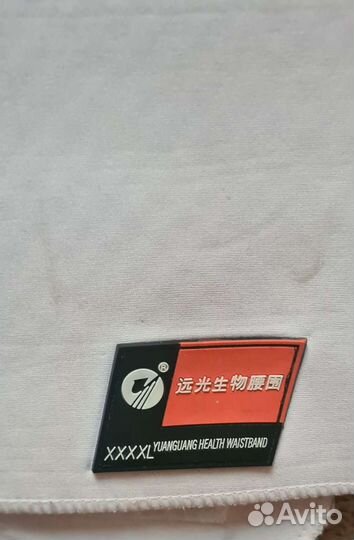 ®
远光生物腰围
XXXXL YUANGUANG HEALTH WAISTBAND
Avito